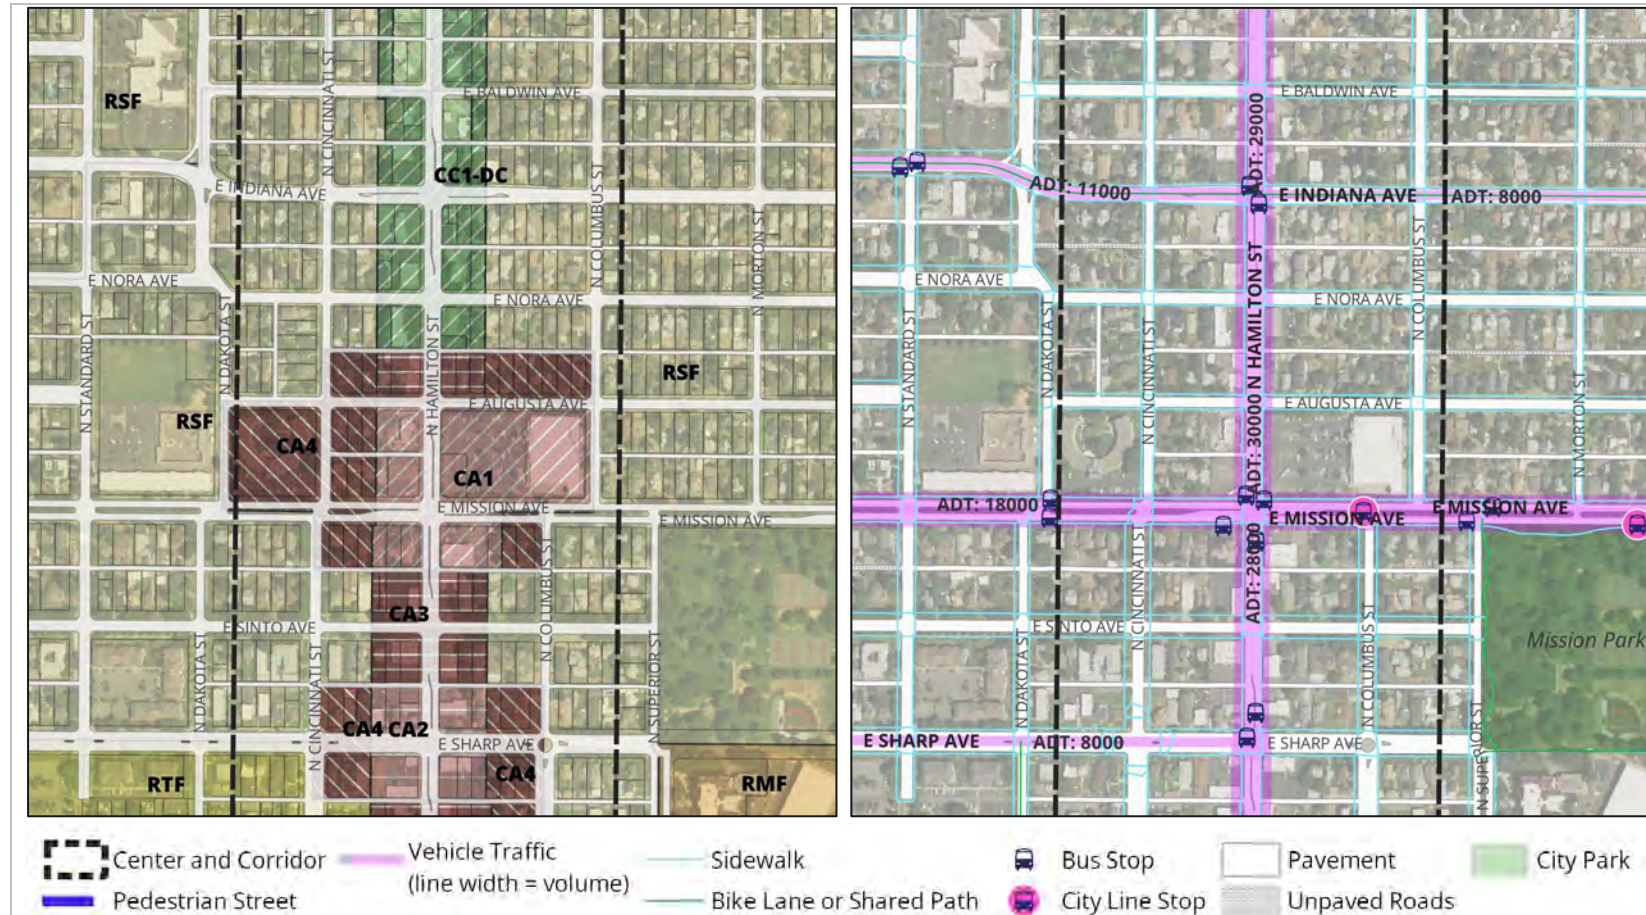 RSF
N CINCINNATI ST
E BALDWIN AVE
CC1-DC
E INDIANA AVE
N COLUMBUS ST
N MORTON ST
E NORA AVE
E NORA AVE
N STANDARD ST
N DAKOTA ST
N HAMILTON ST
RSF
RSF
E AUGUSTA AVE
CA4
CA1
E MISSION AVE
E MISSION AVE
CA3
E SINTO AVE
N COLUMBUS ST
N DAKOTA ST
N CINCINNATI ST
N SUPERIOR ST
CA4 CA2
E SHARP AVE
CA4
RTF
RMF
E BALDWIN AVE
ADT: 29000
ADT: 11000
E INDIANA AVE
ADT: 8000
N COLUMBUS ST
E NORA AVE
E NORA AVE
N STANDARD ST
N DAKOTA ST
N CINCINNATI ST
ADT: 30000 N HAMILTON ST
E AUGUSTA AVE
N MORTON ST
ADT: 18000
E MISSION AVE
E MISSION AVE
ADT: 28000
E SINTO AVE
N DAKOTA ST
N CINCINNATI ST
N COLUMBUS ST
N SUPERIOR ST
Mission Park
E SHARP AVE
ADT: 8000
E SHARP AVE
Center and Corridor
Pedestrian Street
Vehicle Traffic
(line width = volume)
Sidewalk
Bike Lane or Shared Path
Bus Stop
City Line Stop
Pavement
Unpaved Roads
City Park